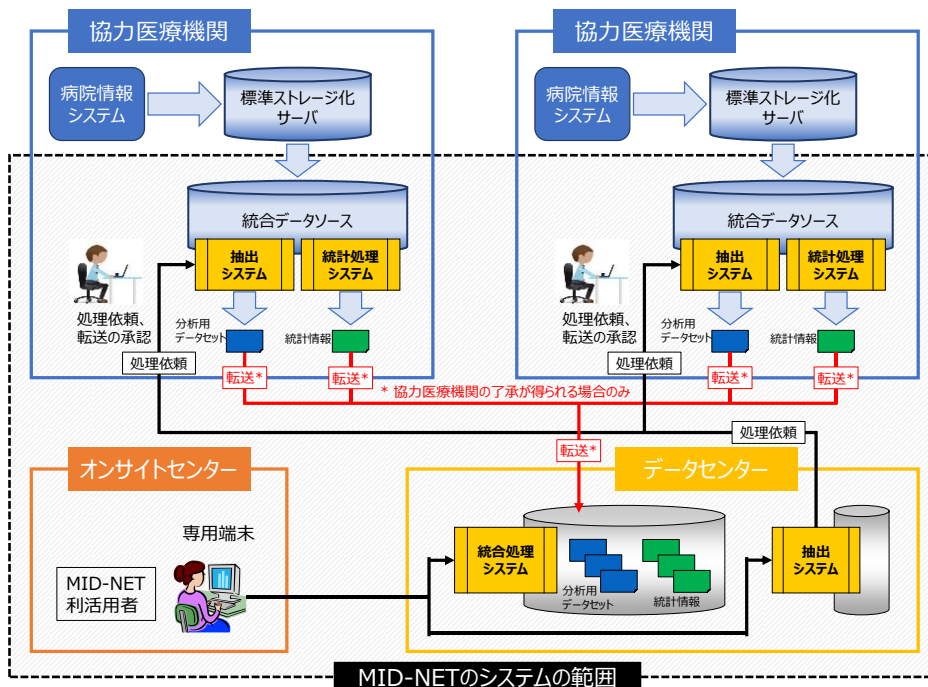 協力医療機関
病院情報
システム
標準ストレージ化
サーバ
統合データソース
抽出
システム
統計処理
システム
処理依頼、
転送の承認
分析用
データセット
統計情報
処理依頼
転送*
転送*
協力医療機関
病院情報
システム
標準ストレージ化
サーバ
統合データソース
抽出
システム
統計処理
システム
処理依頼、
転送の承認
分析用
データセット
統計情報
転送*
転送*
* 協力医療機関の了承が得られる場合のみ
処理依頼
転送*
オンサイトセンター
専用端末
MID-NET
利活用者
データセンター
統合処理
システム
分析用
データセット
統計情報
抽出
システム
MID-NETのシステムの範囲